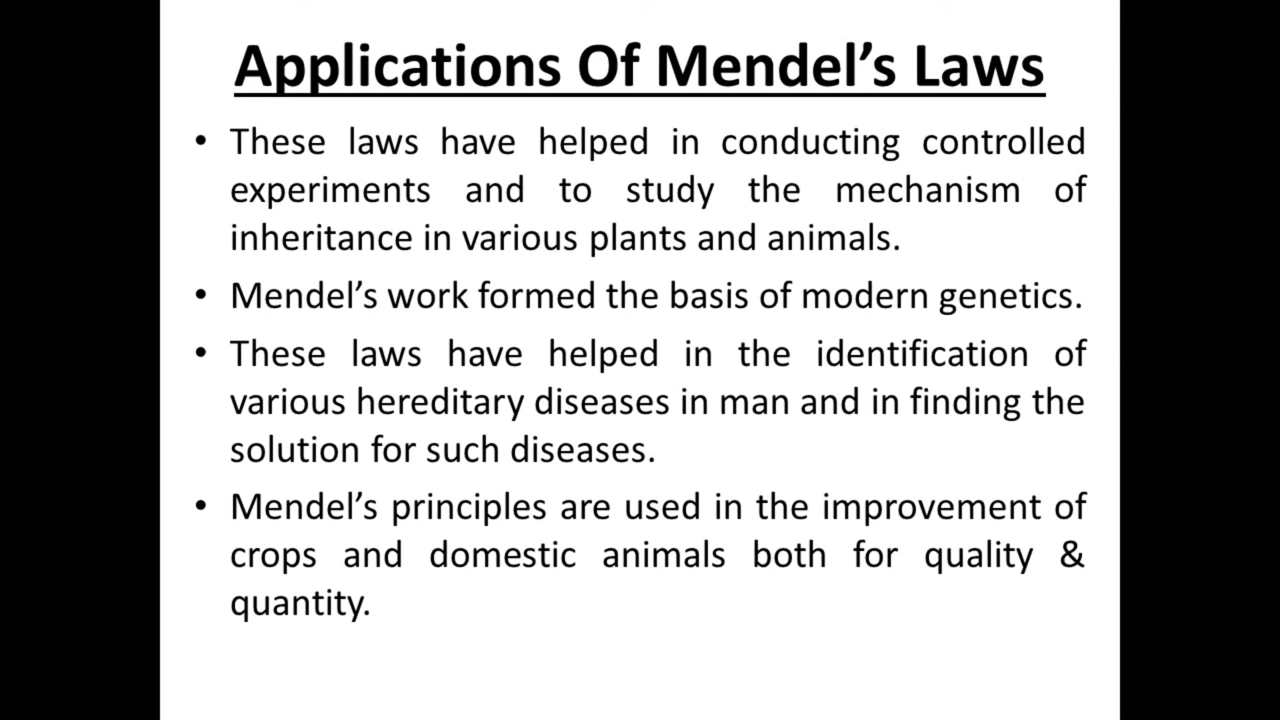 Applications Of Mendel's Laws
• These laws have helped in conducting controlled
experiments and to study the mechanism of
inheritance in various plants and animals.
• Mendel's work formed the basis of modern genetics.
• These laws have helped in the identification of
various hereditary diseases in man and in finding the
solution for such diseases.
• Mendel's principles are used in the improvement of
crops and domestic animals both for quality &
quantity.